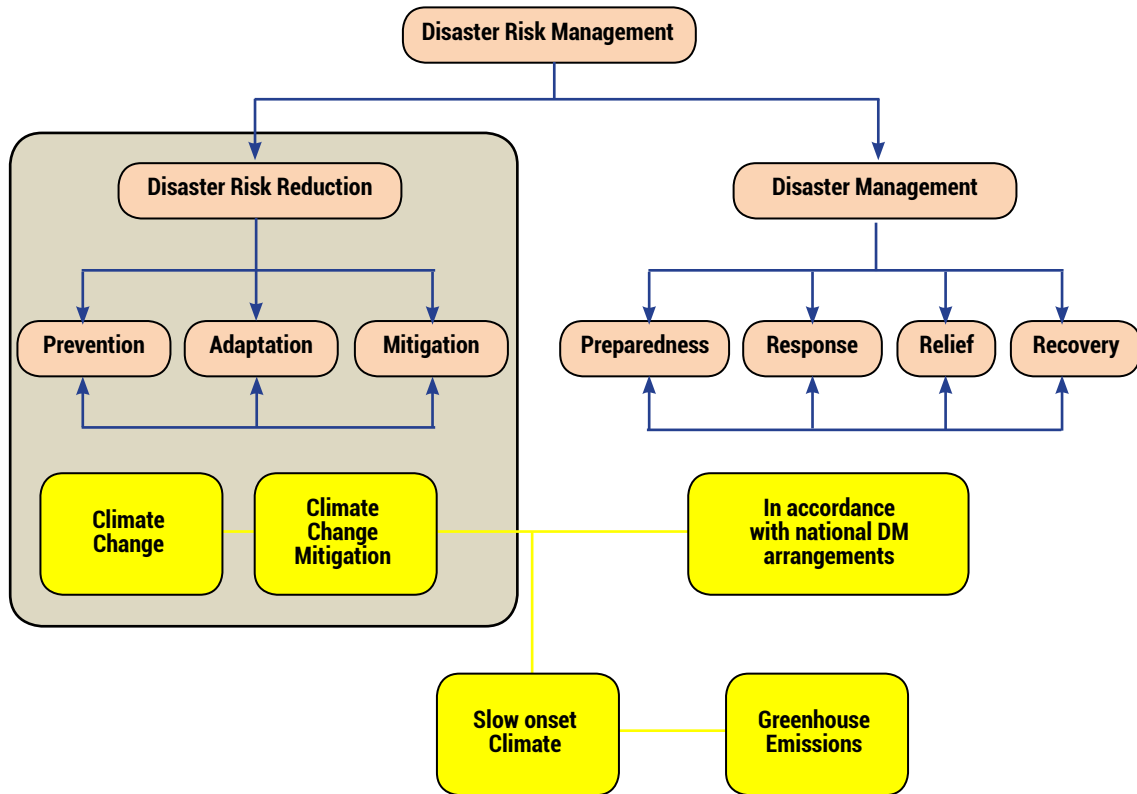 Disaster Risk Management
Disaster Risk Reduction
Disaster Management
Prevention
Adaptation
Mitigation
Preparedness
Response
Relief
Recovery
Climate
Change
Climate
Change
Mitigation
In accordance
with national DM
arrangements
Slow onset
Climate
Greenhouse
Emissions